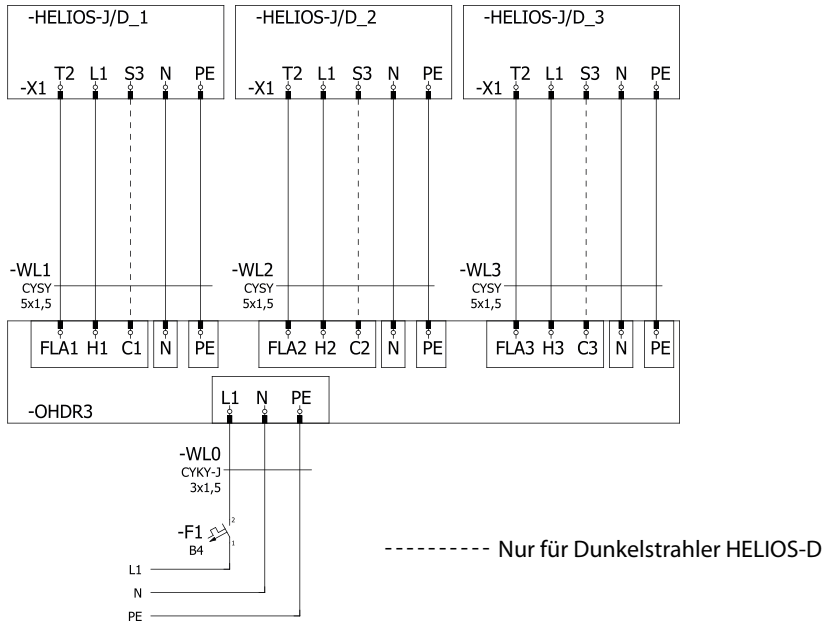 -HELIOS-J/D_1 -HELIOS-J/D_2 -HELIOS-J/D_3
T2 L1 S3 N PE T2 L1 S3 N PE T2 L1 S3 N PE
-X1 -X1 -X1
-WL1 -WL2 -WL3
CYSY CYSY CYSY
5x1,5 5x1,5 5x1,5
FLA1 H1 C1 N PE FLA2 H2 C2 N PE FLA3 H3 C3 N PE
L1 N PE
-OHDR3
-WL0
CYKY-J
3x1,5
2
-F1
1
B4
Nur für Dunkelstrahler HELIOS-D
L1
N
PE